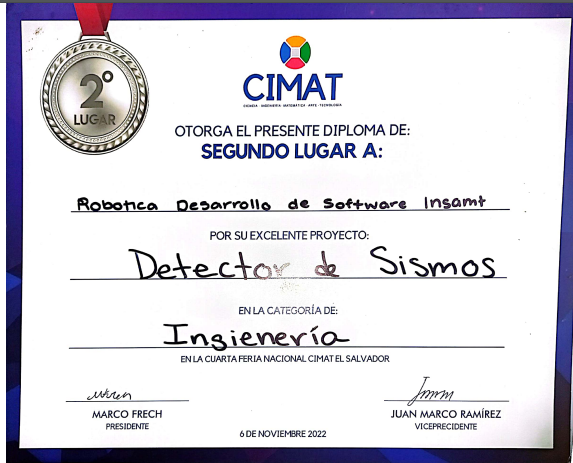 2º
LUGAR
CIMAT
CIENCIA · INGENIERÍA · MATEMÁTICA · ARTE · TECNOLOGÍA
OTORGA EL PRESENTE DIPLOMA DE:
SEGUNDO LUGAR A:
Robotica Desarrollo de Software Insamt
POR SU EXCELENTE PROYECTO:
Detector de Sismos
EN LA CATEGORÍA DE:
Ingsienería
EN LA CUARTA FERIA NACIONAL CIMAT EL SALVADOR
MARCO FRECH
PRESIDENTE
JUAN MARCO RAMÍREZ
VICEPRECIDENTE
6 DE NOVIEMBRE 2022